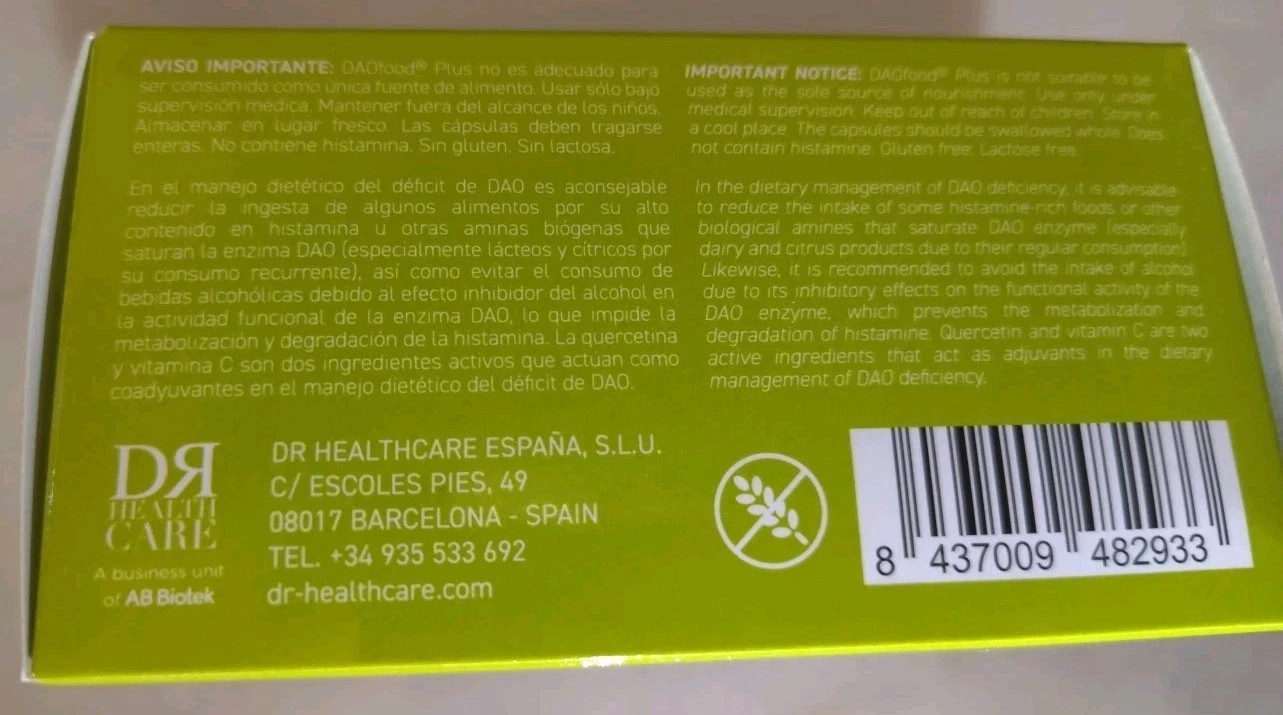 AVISO IMPORTANTE: DAOfood® Plus no es adecuado para
ser consumido como única fuente de alimento. Usar sólo bajo
supervisión médica. Mantener fuera del alcance de los niños.
Almacenar en lugar fresco. Las cápsulas deben tragarse
enteras. No contiene histamina. Sin gluten. Sin lactosa.
En el manejo dietético del déficit de DAO es aconsejable
reducir la ingesta de algunos alimentos por su alto
contenido en histamina u otras aminas biógenas que
saturan la enzima DAO (especialmente lácteos y cítricos por
su consumo recurrente), así como evitar el consumo de
bebidas alcohólicas debido al efecto inhibidor del alcohol en
la actividad funcional de la enzima DAO, lo que impide la
metabolización y degradación de la histamina. La quercetina
y vitamina C son dos ingredientes activos que actúan como
coadyuvantes en el manejo dietético del déficit de DAO.
IMPORTANT NOTICE: DAOfood® Plus is not suitable to be
used as the sole source of nourishment. Use only under
medical supervision. Keep out of reach of children. Store in
a cool place. The capsules should be swallowed whole. Does
not contain histamine. Gluten free. Lactose free.
In the dietary management of DAO deficiency, it is advisable
to reduce the intake of some histamine-rich foods or other
biological amines that saturate DAO enzyme (especially
dairy and citrus products due to their regular consumption).
Likewise, it is recommended to avoid the intake of alcohol
due to its inhibitory effects on the functional activity of the
DAO enzyme, which prevents the metabolization and
degradation of histamine. Quercetin and vitamin C are two
active ingredients that act as adjuvants in the dietary
management of DAO deficiency.
DR
HEALTH
CARE
A business unit
of AB Biotek
DR HEALTHCARE ESPAÑA, S.L.U.
C/ ESCOLES PIES, 49
08017 BARCELONA - SPAIN
TEL. +34 935 533 692
dr-healthcare.com
8 437009 482933